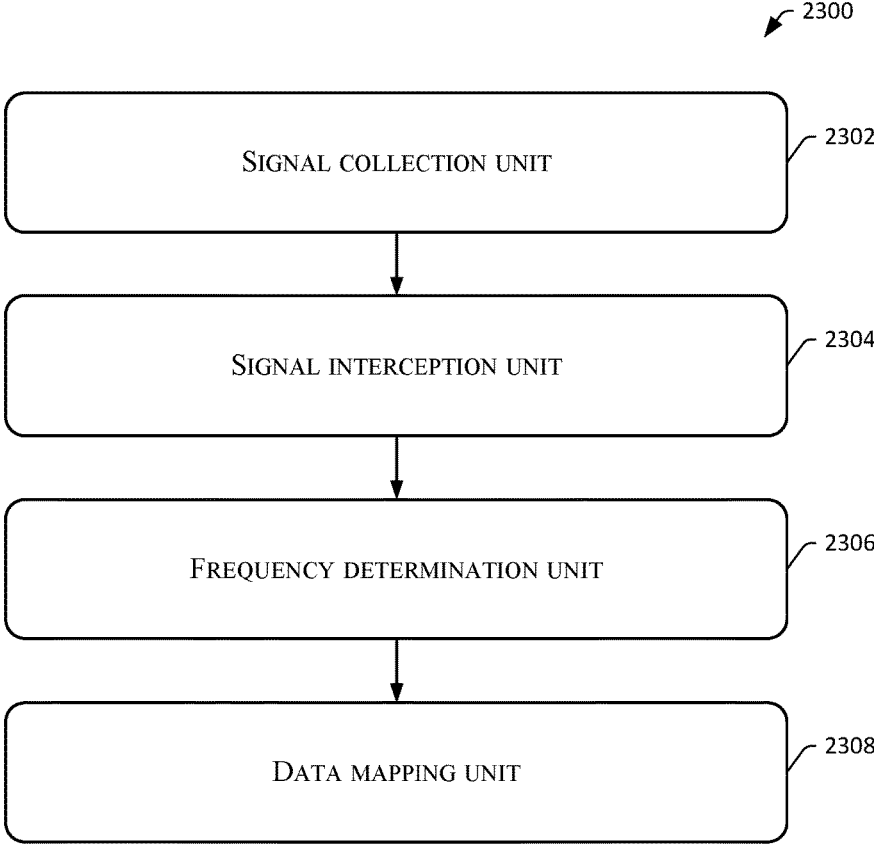 2300
SIGNAL COLLECTION UNIT
2302
SIGNAL INTERCEPTION UNIT
2304
FREQUENCY DETERMINATION UNIT
2306
DATA MAPPING UNIT
2308